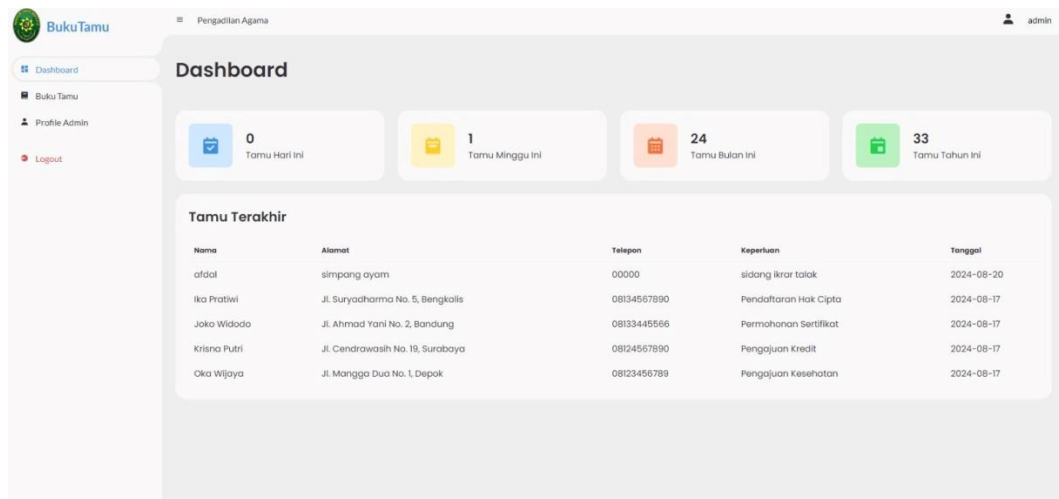 BukuTamu
Pengadilan Agama
admin
Dashboard
Buku Tamu
Profile Admin
Logout
Dashboard
0
Tamu Hari Ini
1
Tamu Minggu Ini
24
Tamu Bulan Ini
33
Tamu Tahun Ini
Tamu Terakhir
Nama Alamat Telepon Keperluan Tanggal
afdal simpang ayam 00000 sidang ikrar talak 2024-08-20
Ika Pratiwi Jl. Suryadharma No. 5, Bengkalis 08134567890 Pendaftaran Hak Cipta 2024-08-17
Joko Widodo Jl. Ahmad Yani No. 2, Bandung 08133445566 Permohonan Sertifikat 2024-08-17
Krisna Putri Jl. Cendrawasih No. 19, Surabaya 08124567890 Pengajuan Kredit 2024-08-17
Oka Wijaya Jl. Mangga Dua No. 1, Depok 08123456789 Pengajuan Kesehatan 2024-08-17